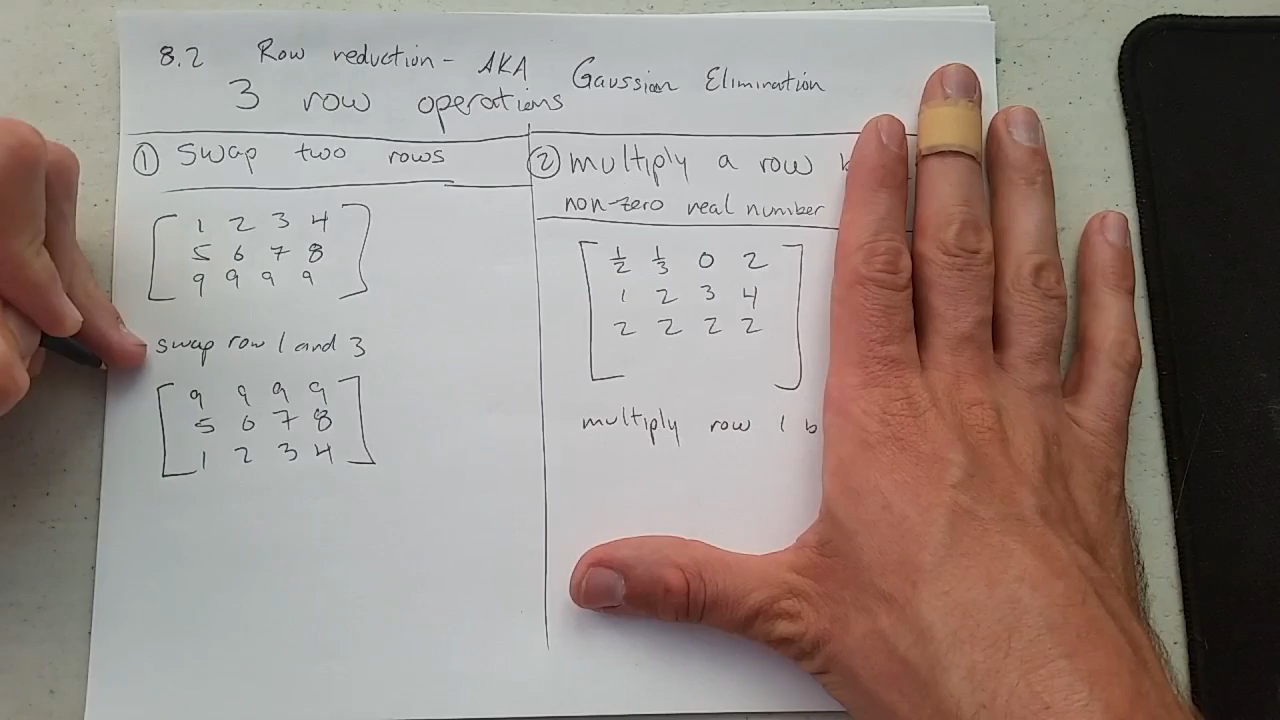 8.2 Row reduction - AKA Gaussian Elimination
3 row operations
① Swap two rows
1 2 3 4
5 6 7 8
9 9 9 9
swap row 1 and 3
9 9 9 9
5 6 7 8
1 2 3 4
② multiply a row
non-zero real number
1/2 1/3 0 2
1 2 3 4
2 2 2 2
multiply row 1 b